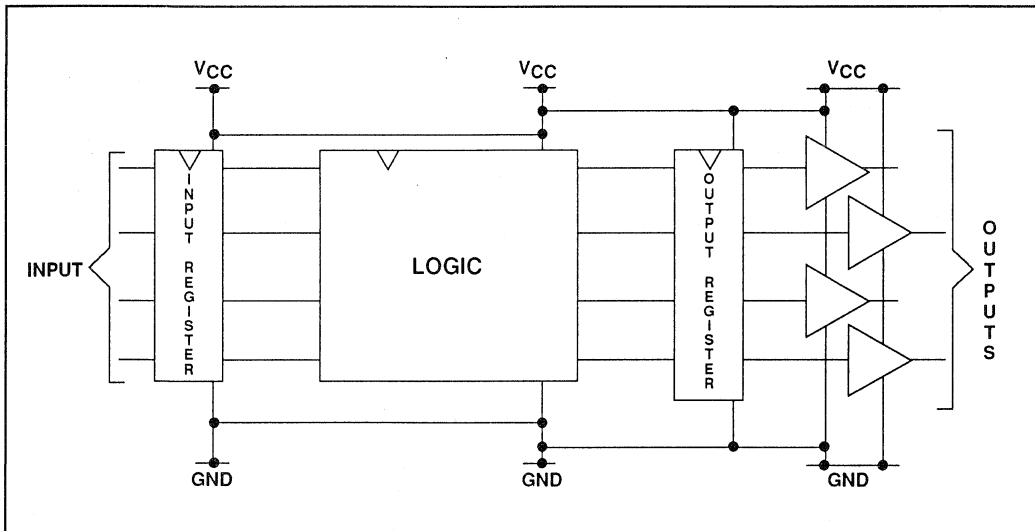 VCC
VCC
VCC
INPUT
INPUT REGISTER
LOGIC
OUTPUT REGISTER
OUTPUTS
GND
GND
GND